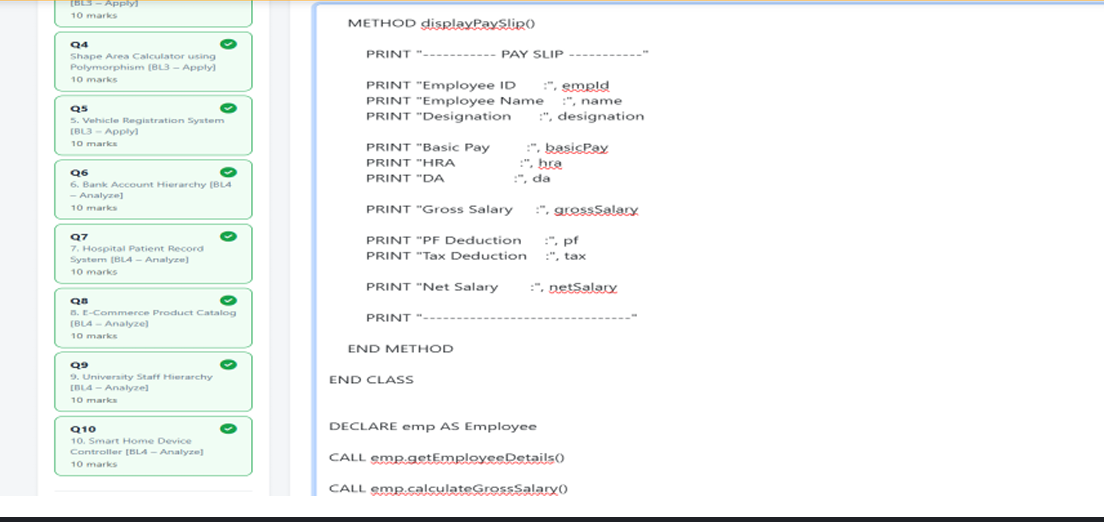 [BL3 – Apply]
10 marks
Q4
Shape Area Calculator using
Polymorphism [BL3 – Apply]
10 marks
Q5
5. Vehicle Registration System
[BL3 – Apply]
10 marks
Q6
6. Bank Account Hierarchy [BL4
– Analyze]
10 marks
Q7
7. Hospital Patient Record
System [BL4 – Analyze]
10 marks
Q8
8. E-Commerce Product Catalog
[BL4 – Analyze]
10 marks
Q9
9. University Staff Hierarchy
[BL4 – Analyze]
10 marks
Q10
10. Smart Home Device
Controller [BL4 – Analyze]
10 marks
METHOD displayPaySlip()
PRINT "----------- PAY SLIP -----------"
PRINT "Employee ID :", empId
PRINT "Employee Name :", name
PRINT "Designation :", designation
PRINT "Basic Pay :", basicPay
PRINT "HRA :", hra
PRINT "DA :", da
PRINT "Gross Salary :", grossSalary
PRINT "PF Deduction :", pf
PRINT "Tax Deduction :", tax
PRINT "Net Salary :", netSalary
PRINT "-------------------------------"
END METHOD
END CLASS
DECLARE emp AS Employee
CALL emp.getEmployeeDetails()
CALL emp.calculateGrossSalary()